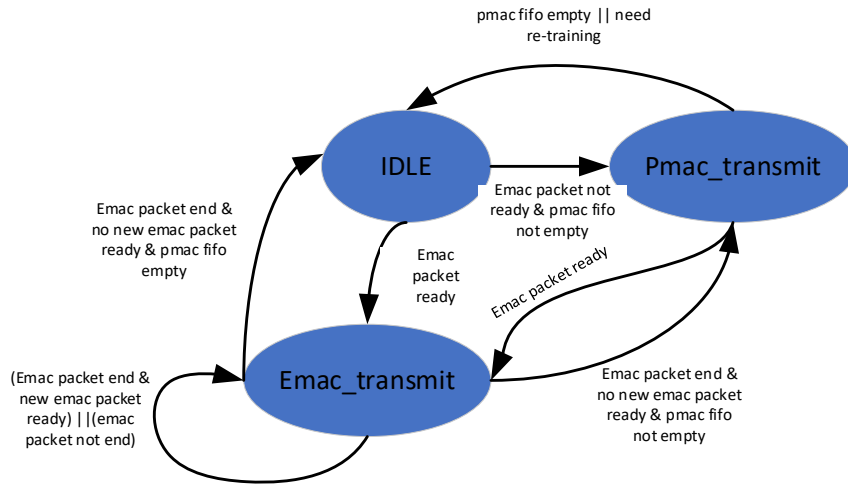 pmac fifo empty || need
re-training
IDLE
Pmac_transmit
Emac packet not
ready & pmac fifo
not empty
Emac packet end &
no new emac packet
ready & pmac fifo
empty
Emac
packet
ready
Emac packet ready
(Emac packet end &
new emac packet
ready) ||(emac
packet not end)
Emac_transmit
Emac packet end &
no new emac packet
ready & pmac fifo
not empty